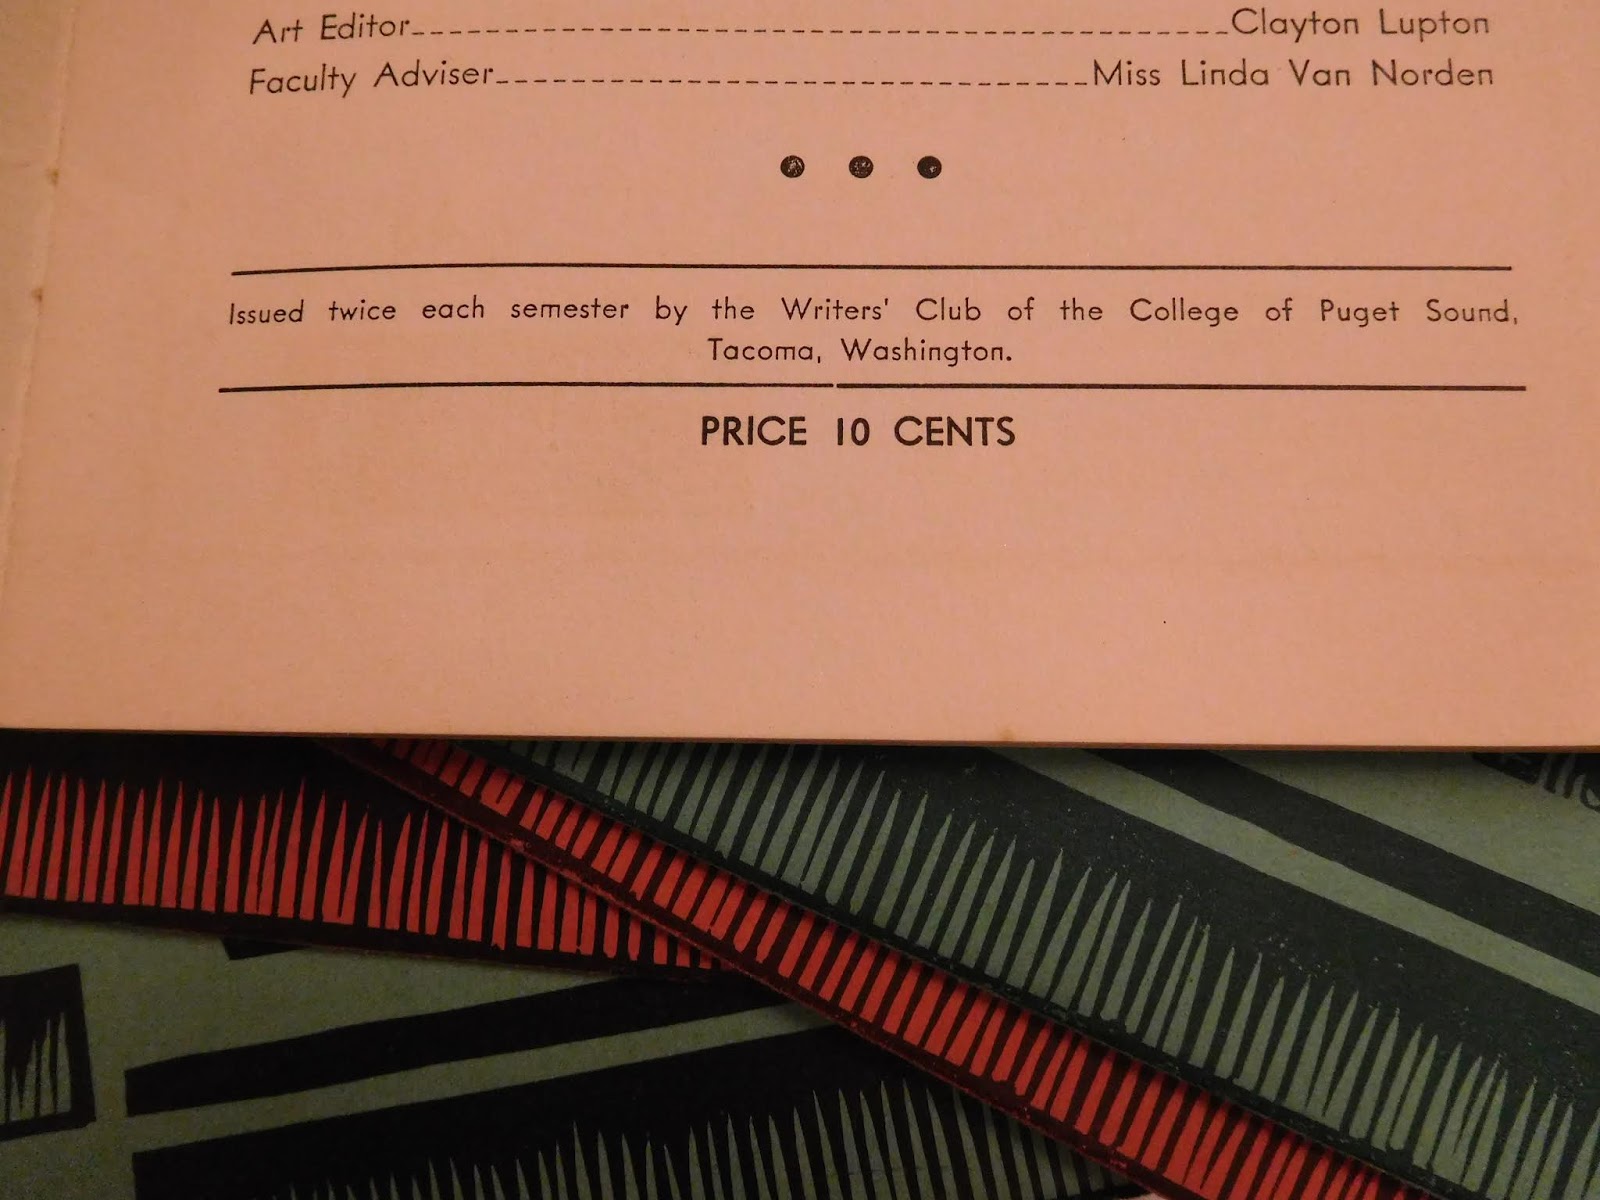 Art Editor Clayton Lupton
Faculty Adviser Miss Linda Van Norden
Issued twice each semester by the Writers' Club of the College of Puget Sound,
Tacoma, Washington.
PRICE 10 CENTS